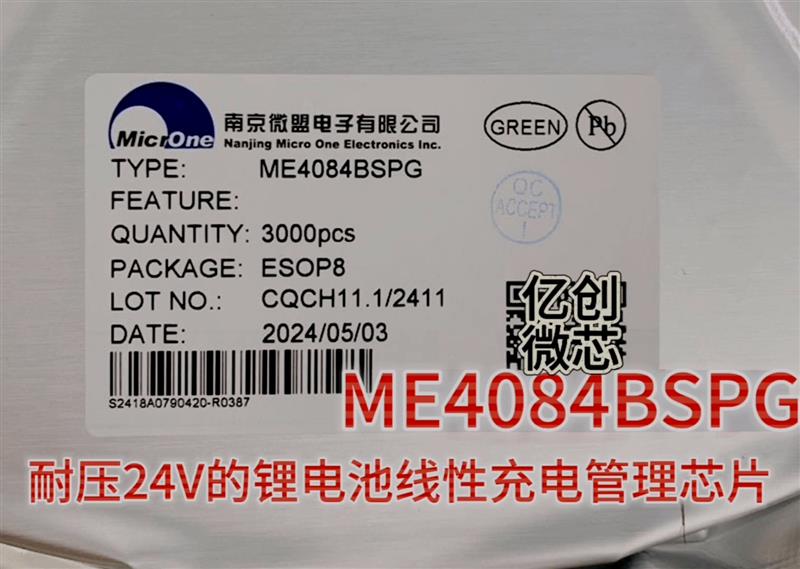 MicrOne
南京微盟电子有限公司
Nanjing Micro One Electronics Inc.
GREEN
Pb
TYPE: ME4084BSPG
FEATURE:
QC
ACCEPT
1
QUANTITY: 3000pcs
PACKAGE: ESOP8
LOT NO.: CQCH11.1/2411
DATE: 2024/05/03
亿创
微芯
S2418A0790420-R0387
ME4084BSPG
耐压24V的锂电池线性充电管理芯片